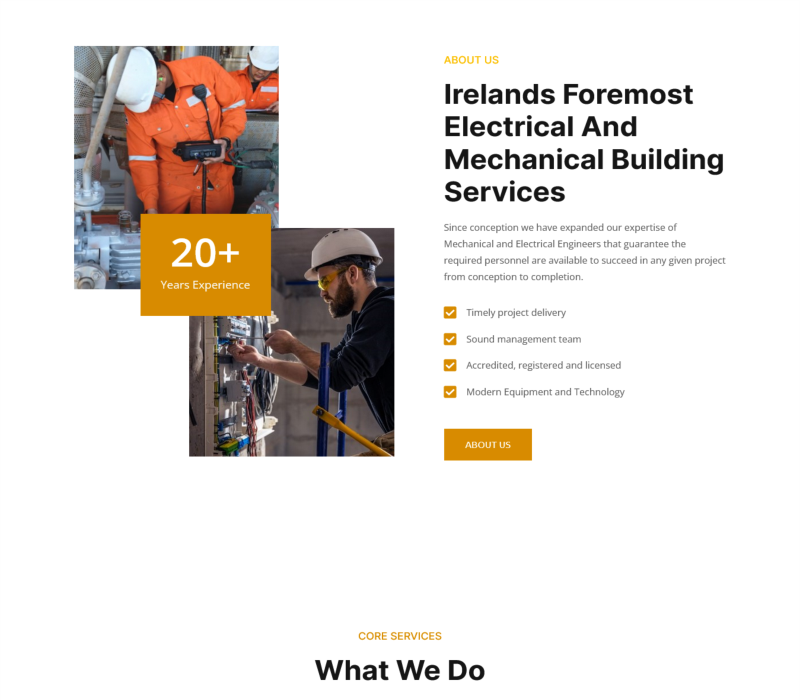 ABOUT US
Irelands Foremost
Electrical And
Mechanical Building
Services
Since conception we have expanded our expertise of
Mechanical and Electrical Engineers that guarantee the
required personnel are available to succeed in any given project
from conception to completion.
Timely project delivery
Sound management team
Accredited, registered and licensed
Modern Equipment and Technology
ABOUT US
20+
Years Experience
CORE SERVICES
What We Do